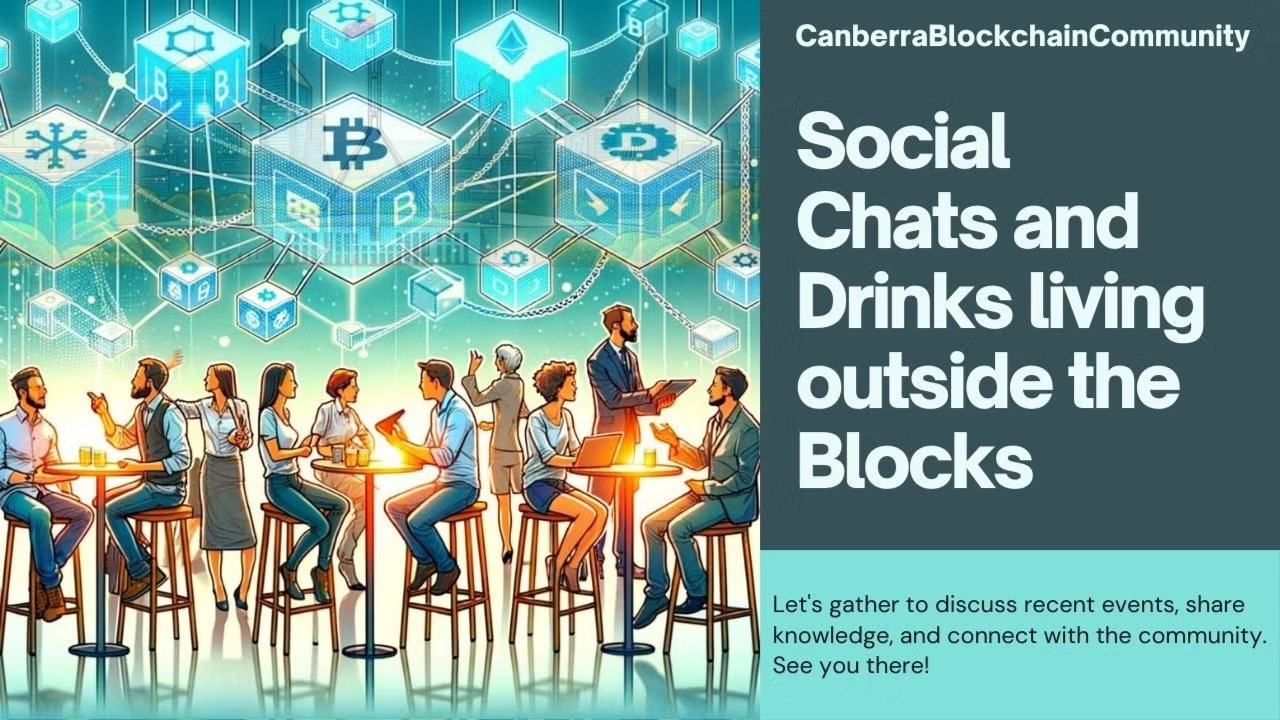 CanberraBlockchainCommunity
Social
Chats and
Drinks living
outside the
Blocks
Let's gather to discuss recent events, share
knowledge, and connect with the community.
See you there!